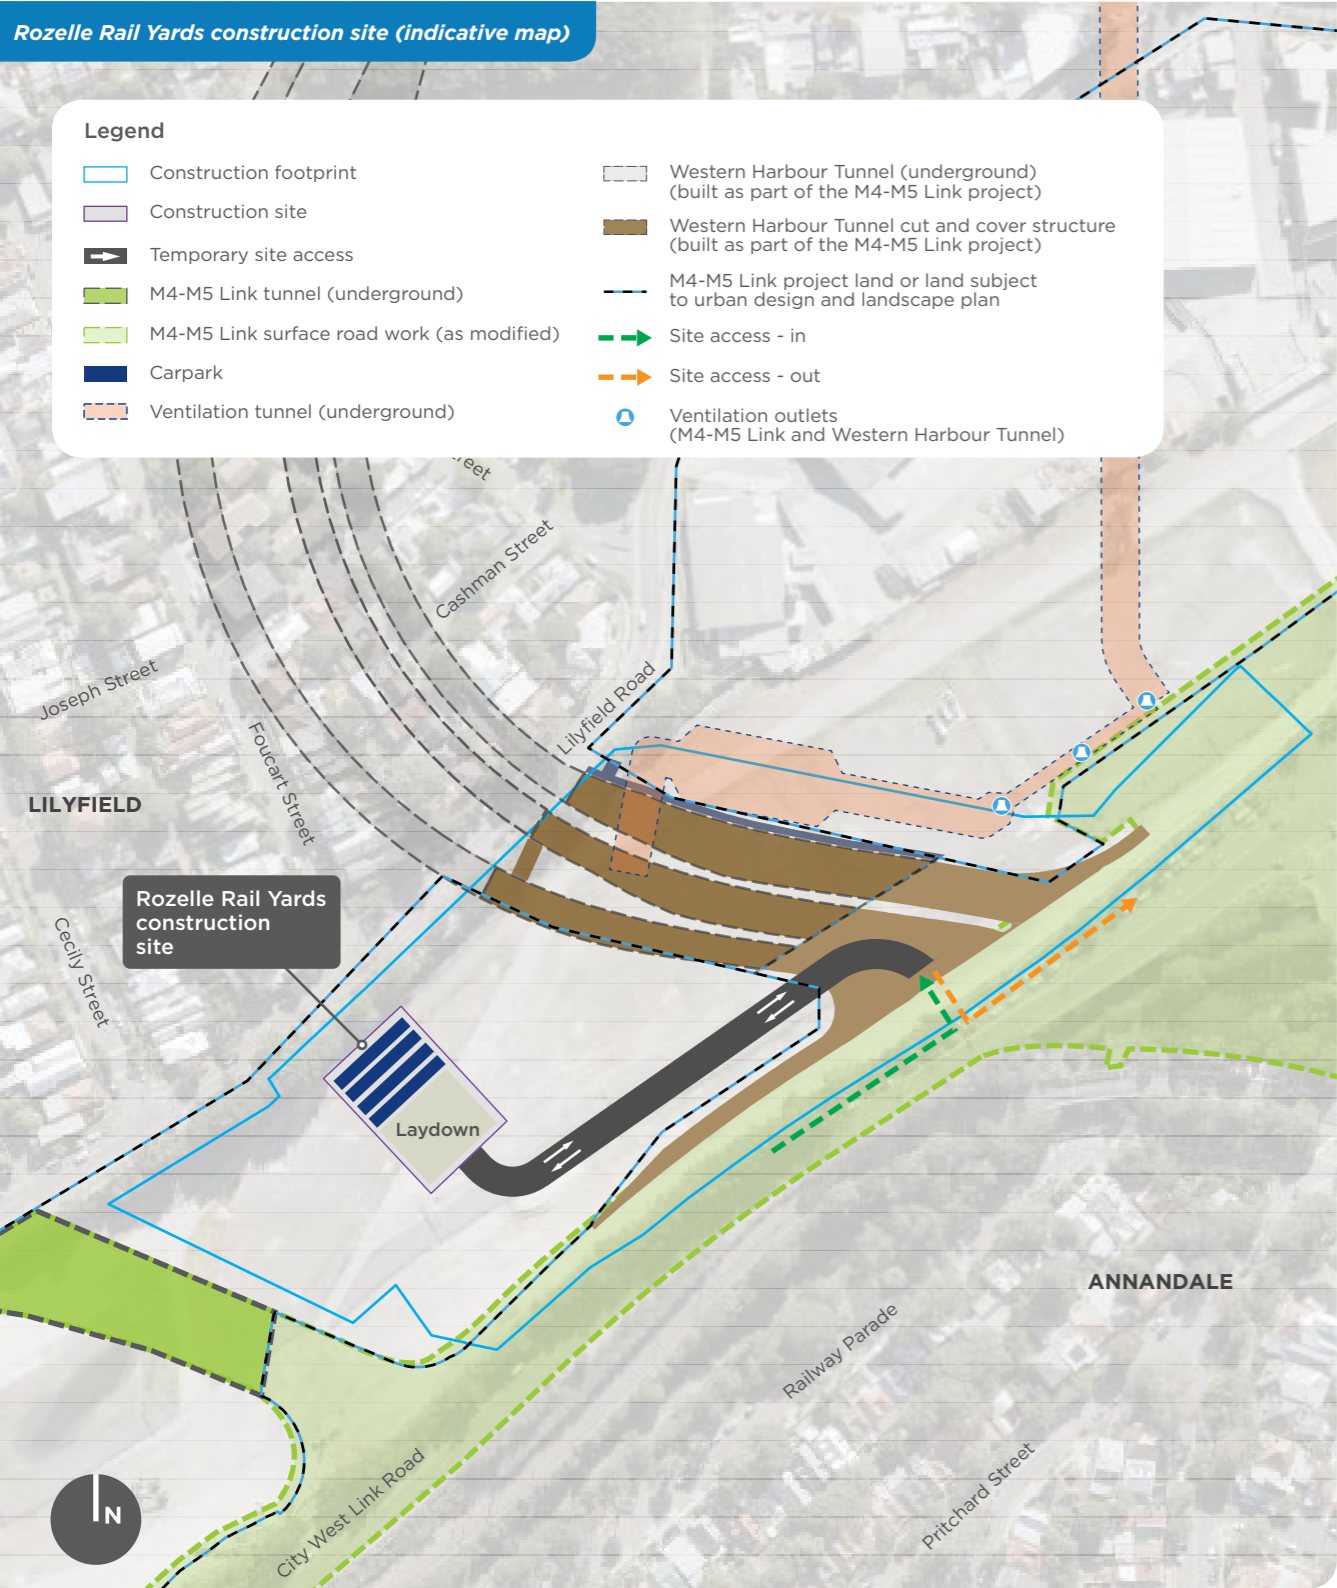 Rozelle Rail Yards construction site (indicative map)
Legend
Construction footprint
Construction site
Temporary site access
M4-M5 Link tunnel (underground)
M4-M5 Link surface road work (as modified)
Carpark
Ventilation tunnel (underground)
Western Harbour Tunnel (underground)
(built as part of the M4-M5 Link project)
Western Harbour Tunnel cut and cover structure
(built as part of the M4-M5 Link project)
M4-M5 Link project land or land subject
to urban design and landscape plan
Site access - in
Site access - out
Ventilation outlets
(M4-M5 Link and Western Harbour Tunnel)
Cashman Street
Joseph Street
Lilyfield Road
Foucart Street
LILYFIELD
Rozelle Rail Yards
construction
site
Cecily Street
Laydown
ANNANDALE
Railway Parade
City West Link Road
Pritchard Street
N